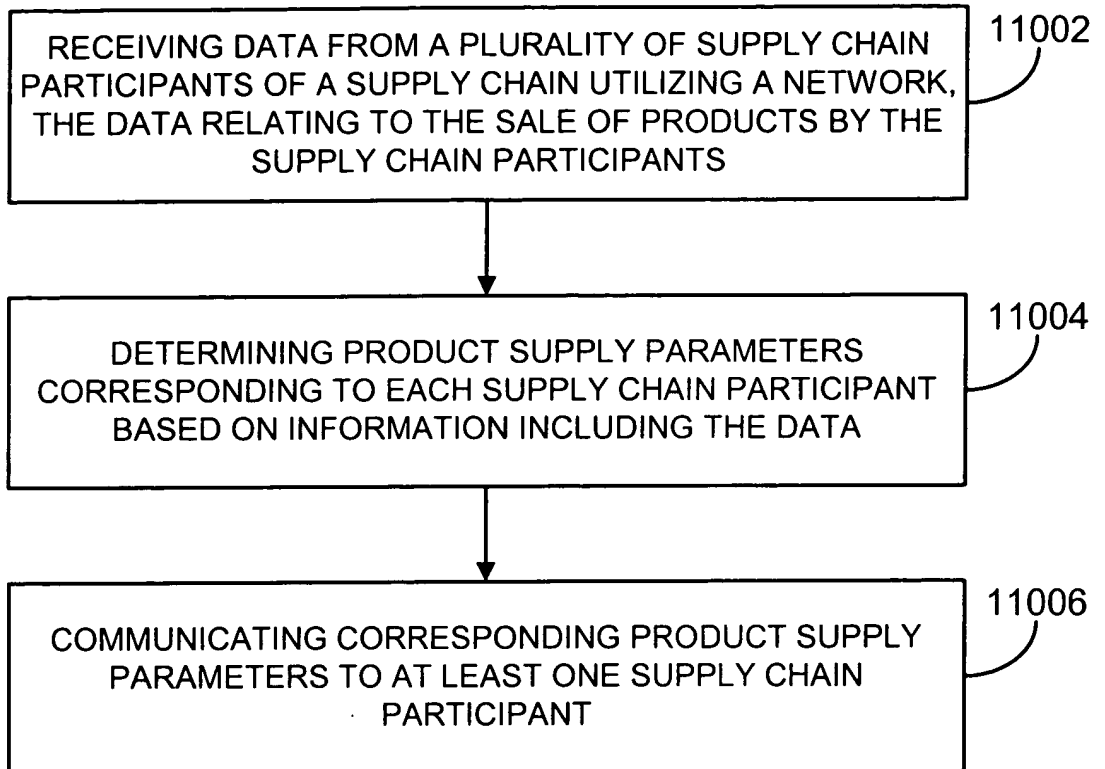 RECEIVING DATA FROM A PLURALITY OF SUPPLY CHAIN
PARTICIPANTS OF A SUPPLY CHAIN UTILIZING A NETWORK,
THE DATA RELATING TO THE SALE OF PRODUCTS BY THE
SUPPLY CHAIN PARTICIPANTS
11002
DETERMINING PRODUCT SUPPLY PARAMETERS
CORRESPONDING TO EACH SUPPLY CHAIN PARTICIPANT
BASED ON INFORMATION INCLUDING THE DATA
11004
COMMUNICATING CORRESPONDING PRODUCT SUPPLY
PARAMETERS TO AT LEAST ONE SUPPLY CHAIN
PARTICIPANT
11006